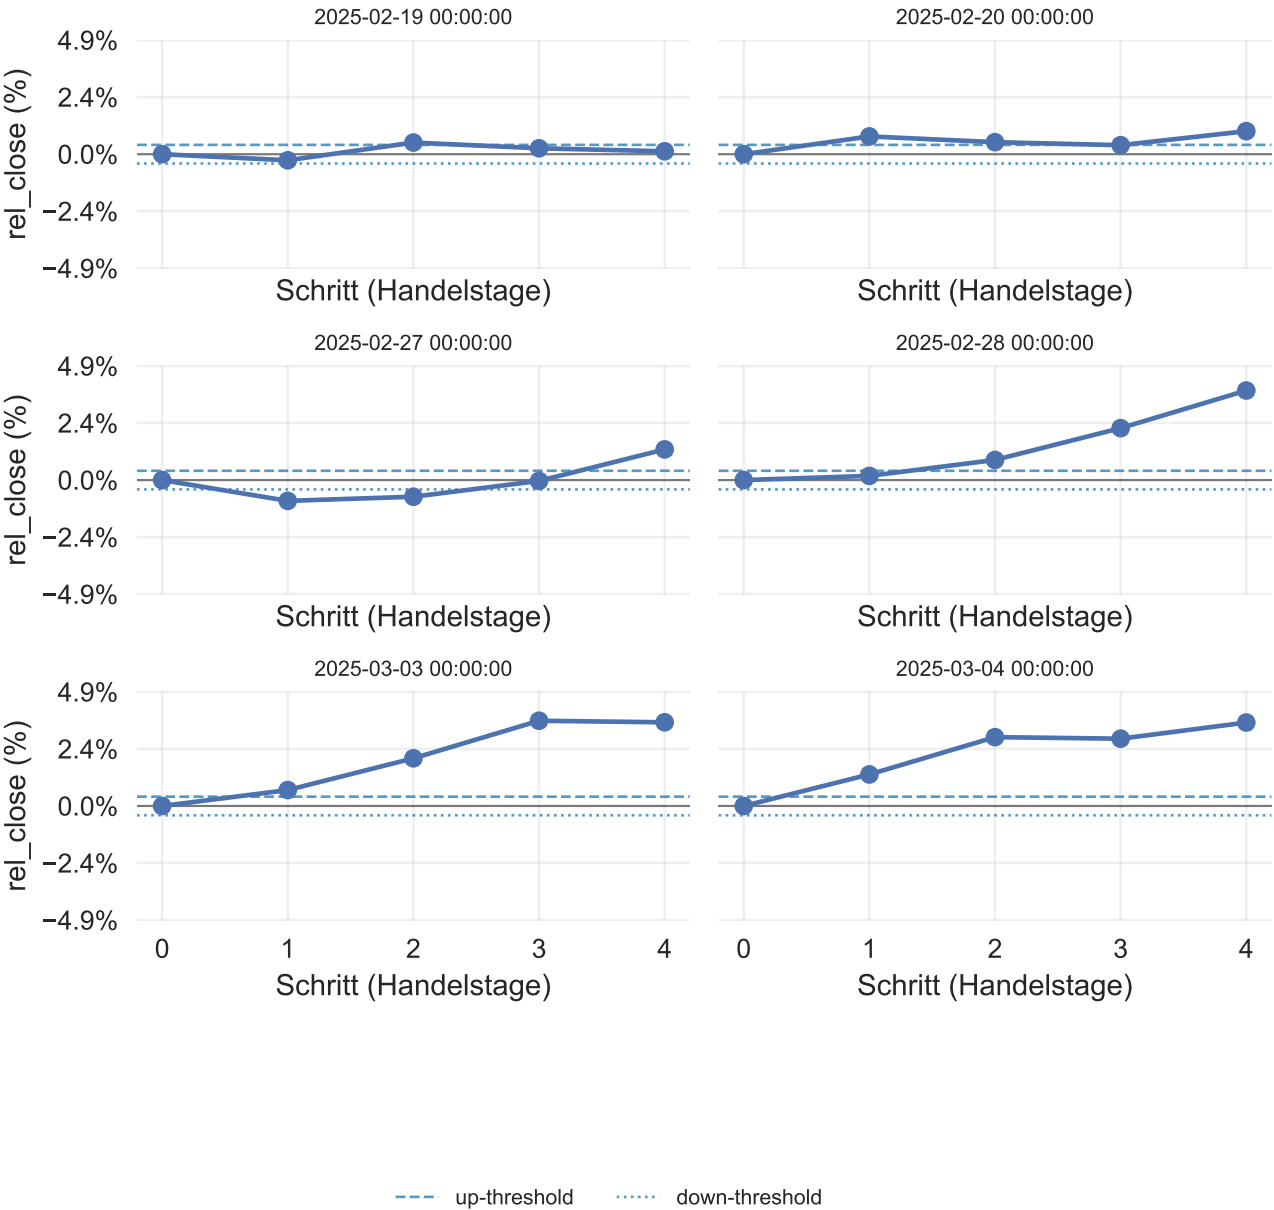 2025-02-19 00:00:00
2025-02-20 00:00:00
rel_close (%)
4.9%
2.4%
0.0%
−2.4%
−4.9%
Schritt (Handelstage)
Schritt (Handelstage)
2025-02-27 00:00:00
2025-02-28 00:00:00
rel_close (%)
4.9%
2.4%
0.0%
−2.4%
−4.9%
Schritt (Handelstage)
Schritt (Handelstage)
2025-03-03 00:00:00
2025-03-04 00:00:00
rel_close (%)
4.9%
2.4%
0.0%
−2.4%
−4.9%
0 1 2 3 4
0 1 2 3 4
Schritt (Handelstage)
Schritt (Handelstage)
up-threshold
down-threshold